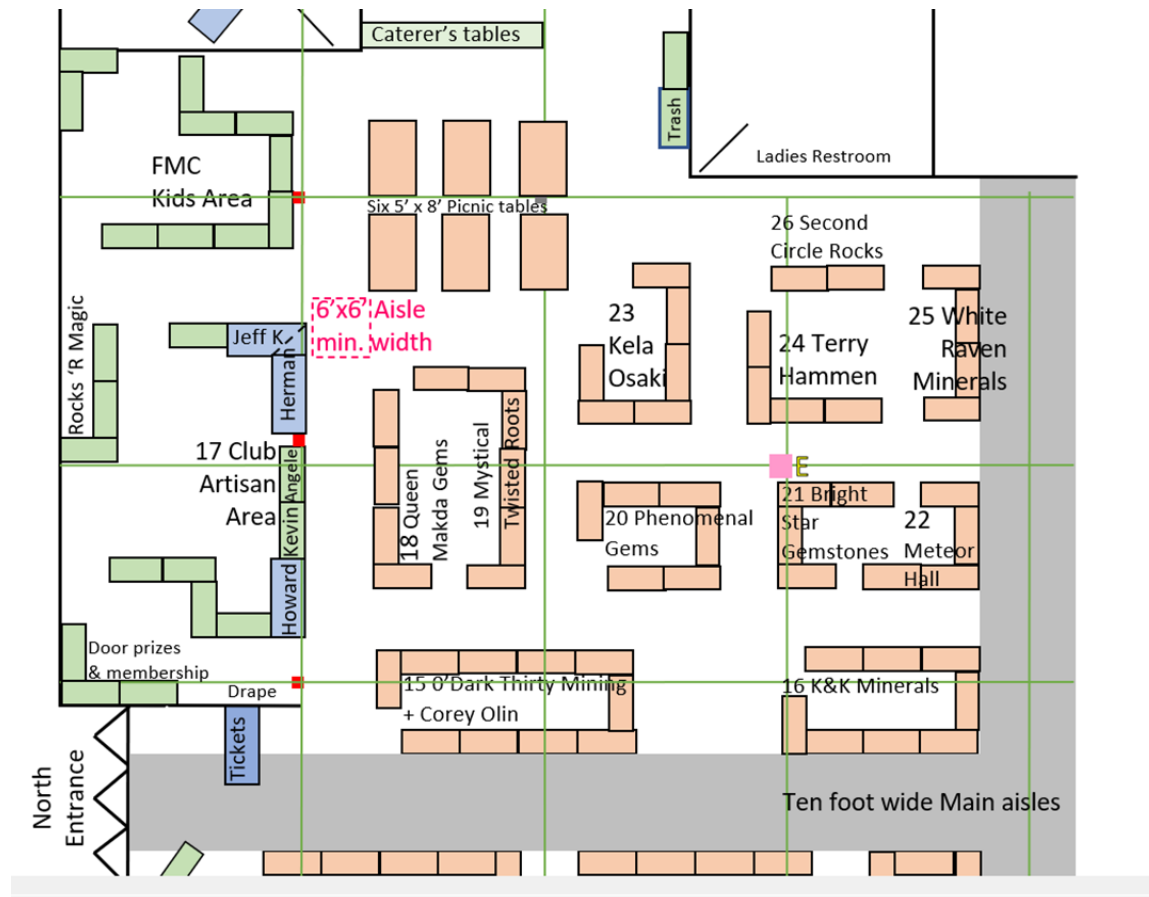 Caterer's tables
Trash
Ladies Restroom
FMC
Kids Area
Six 5' x 8' Picnic tables
26 Second
Circle Rocks
Rocks 'R Magic
6'x6' Aisle
min. width
Jeff K.
Herman
23
Kela
Osaki
24 Terry
Hammen
25 White
Raven
Minerals
17 Club
Artisan
Area
Angele
Kevin
Howard
18 Queen
Makda Gems
19 Mystical
Twisted Roots
E
20 Phenomenal
Gems
21 Bright
Star
Gemstones
22
Meteor
Hall
Door prizes
& membership
Drape
15 0'Dark Thirty Mining
+ Corey Olin
16 K&K Minerals
Tickets
North
Entrance
Ten foot wide Main aisles